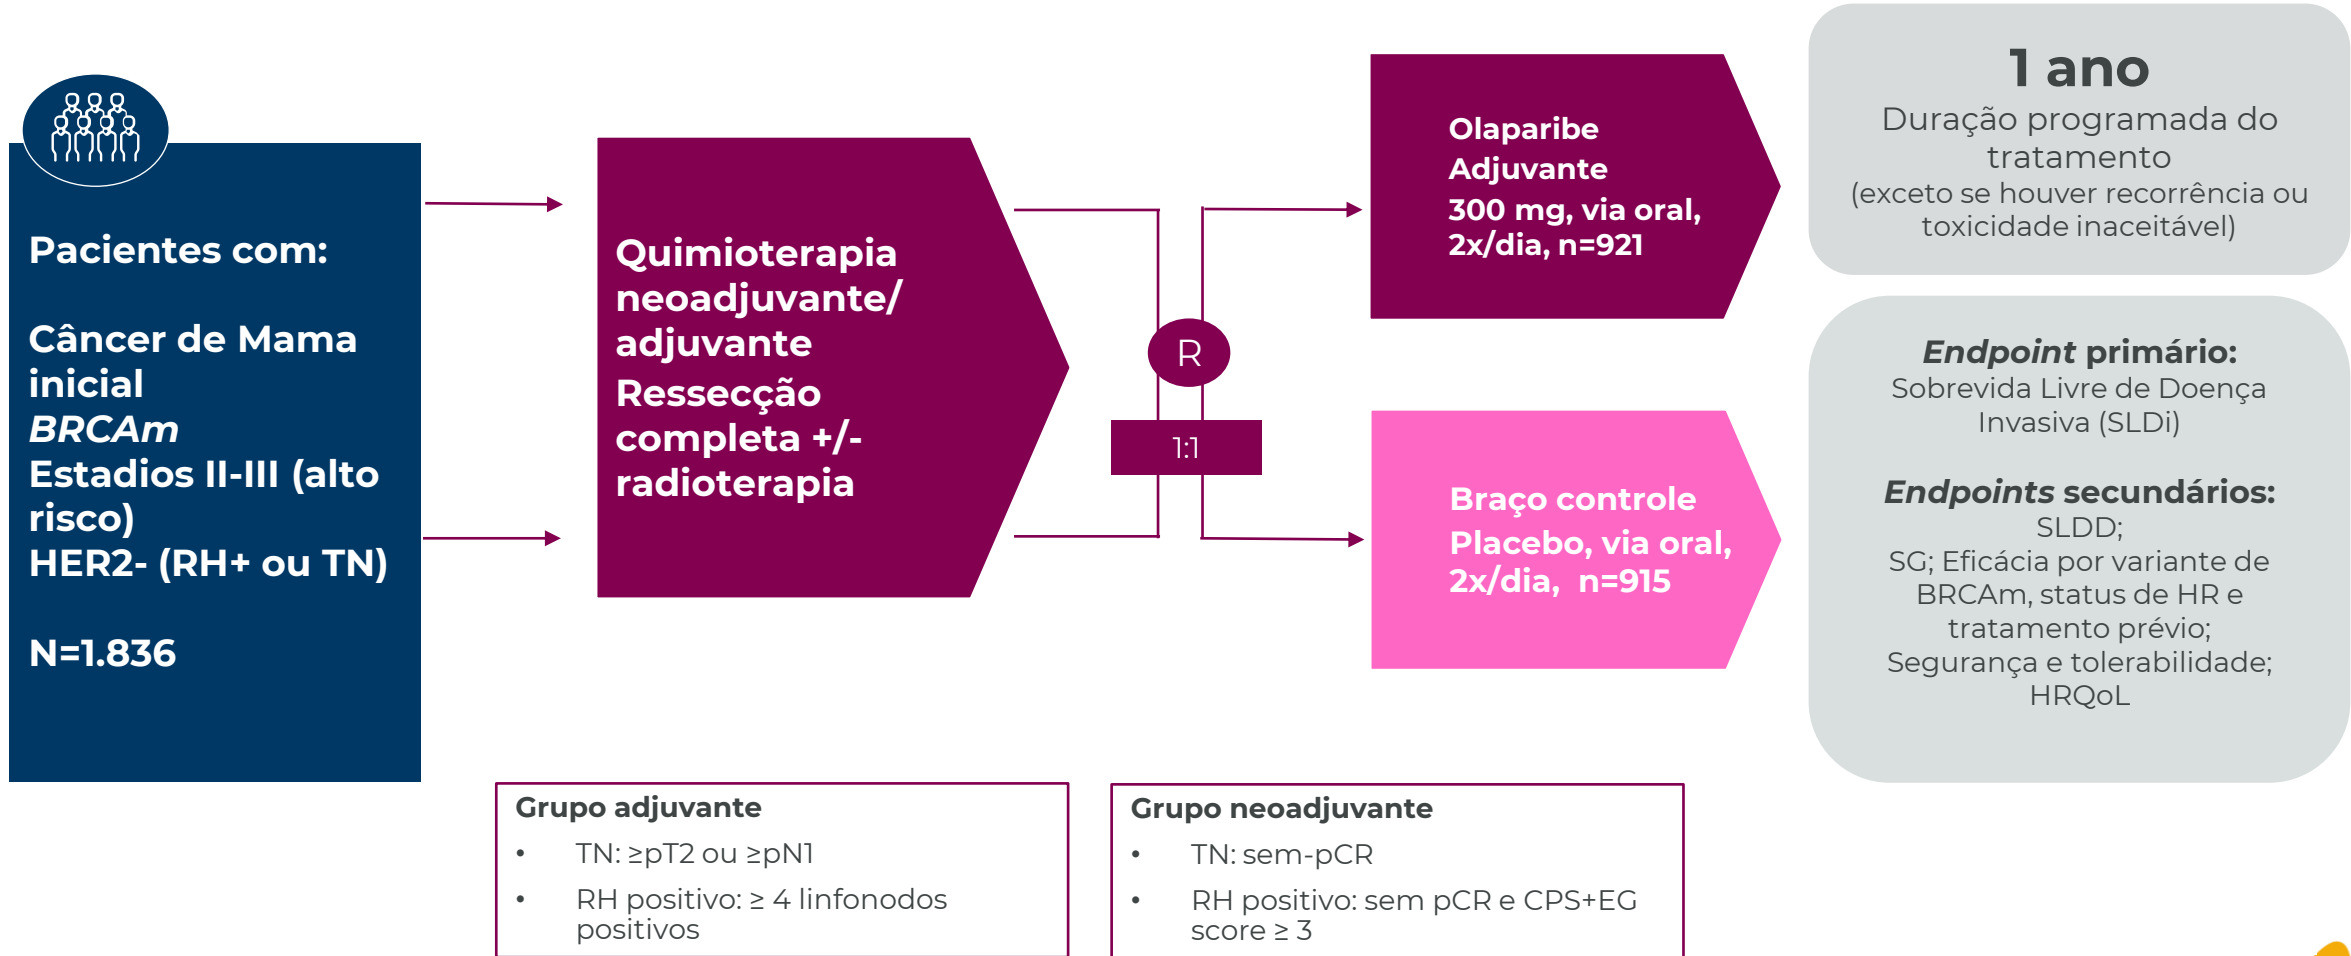 Pacientes com:
Câncer de Mama
inicial
BRCAm
Estadios II-III (alto
risco)
HER2- (RH+ ou TN)
N=1.836
Quimioterapia
neoadjuvante/
adjuvante
Ressecção
completa +/-
radioterapia
R
1:1
Olaparibe
Adjuvante
300 mg, via oral,
2x/dia, n=921
Braço controle
Placebo, via oral,
2x/dia,  n=915
1 ano
Duração programada do
tratamento
(exceto se houver recorrência ou
toxicidade inaceitável)
Endpoint primário:
Sobrevida Livre de Doença
Invasiva (SLDi)
Endpoints secundários:
SLDD;
SG; Eficácia por variante de
BRCAm, status de HR e
tratamento prévio;
Segurança e tolerabilidade;
HRQoL
Grupo adjuvante
• TN: ≥pT2 ou ≥pN1
• RH positivo: ≥ 4 linfonodos
positivos
Grupo neoadjuvante
• TN: sem-pCR
• RH positivo: sem pCR e CPS+EG
score ≥ 3